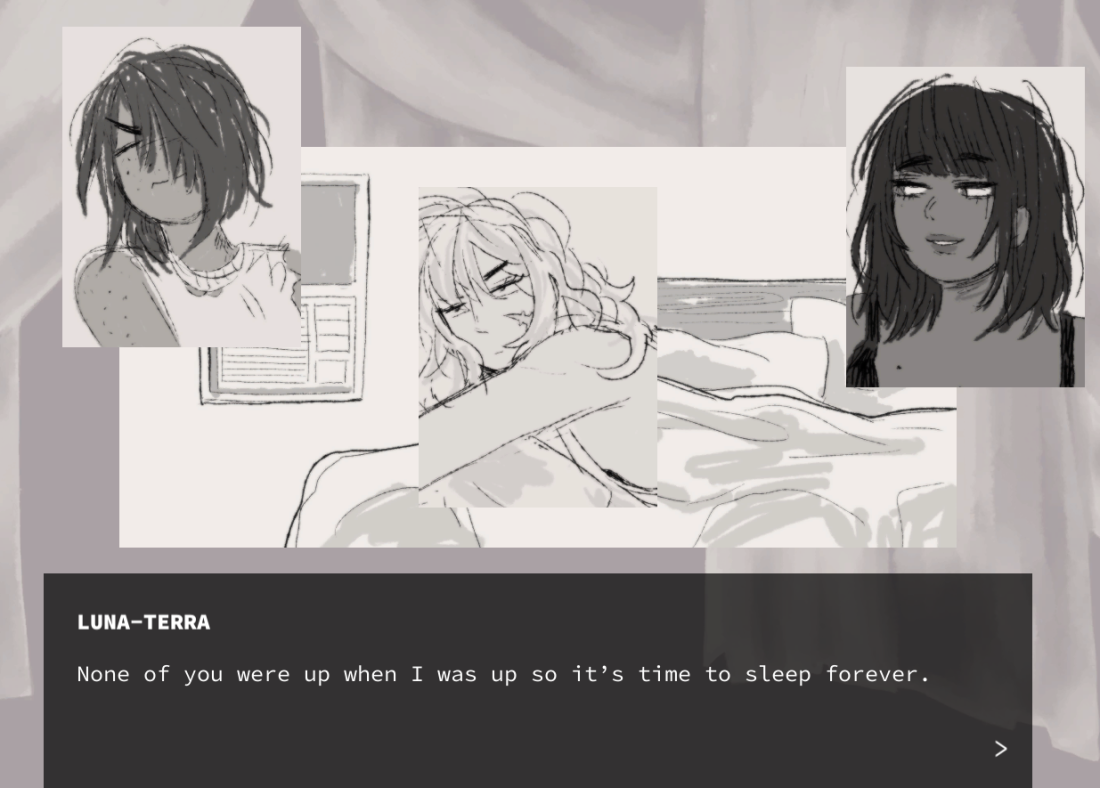 LUNA-TERRA
None of you were up when I was up so it’s time to sleep forever.
>